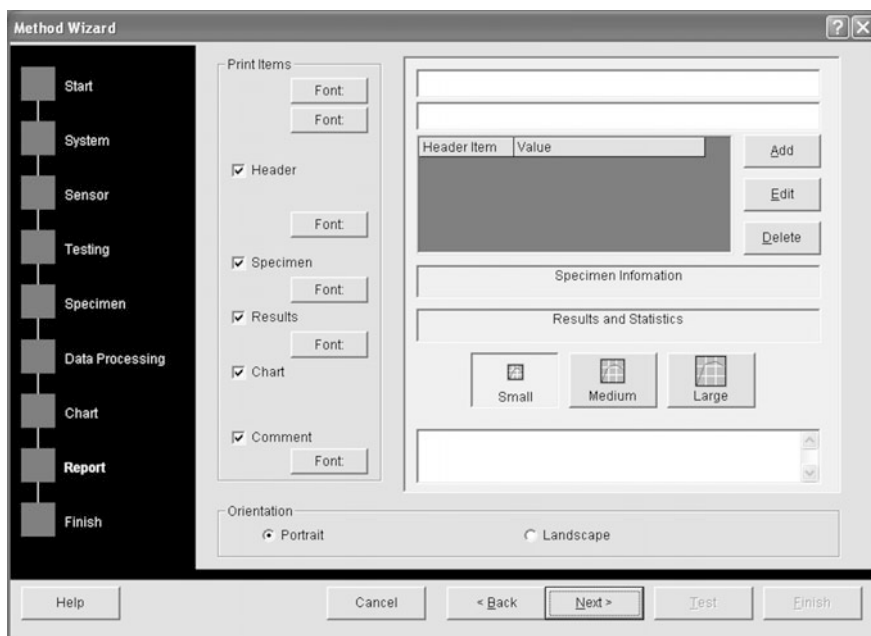 Method Wizard
Start
System
Sensor
Testing
Specimen
Data Processing
Chart
Report
Finish
Print Items
Font:
Font:
Header
Font:
Specimen
Font:
Results
Font:
Chart
Comment
Font:
Header Item Value
Add
Edit
Delete
Specimen Infomation
Results and Statistics
Small Medium Large
Orientation
Portrait Landscape
Help Cancel < Back Next > Test Finish